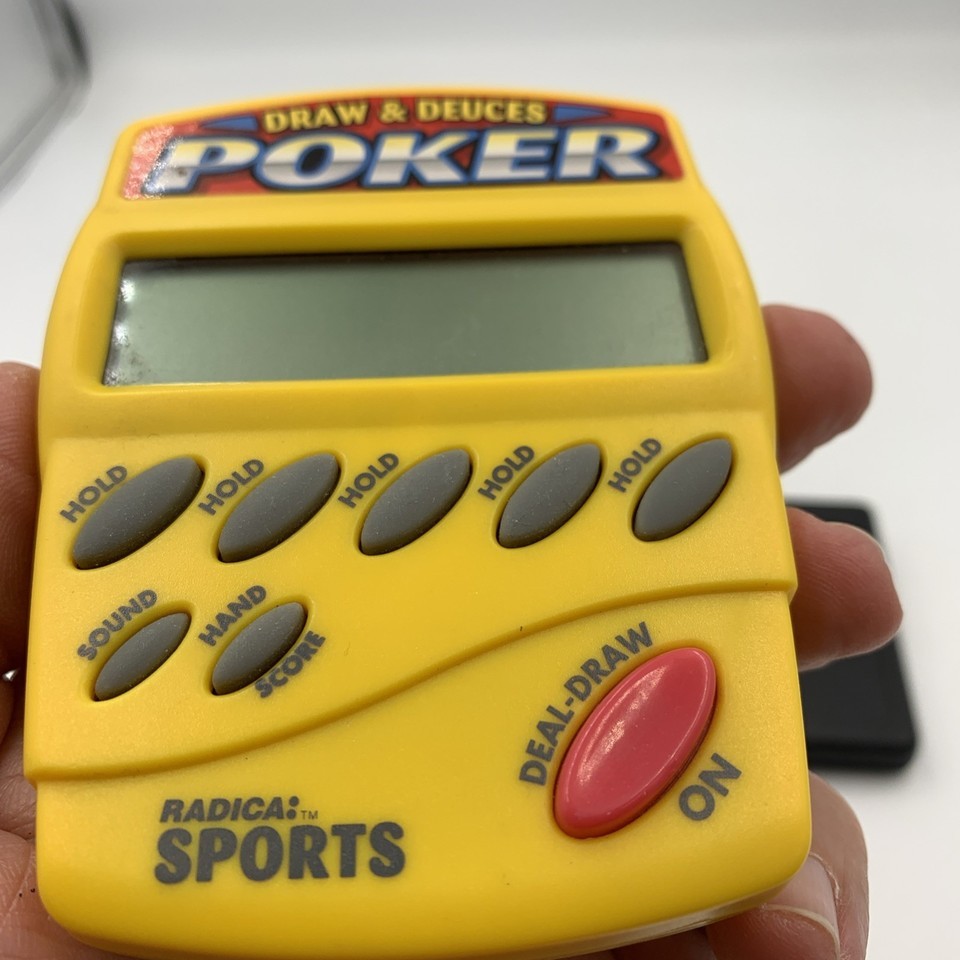 DRAW & DEUCES
POKER
HOLD
HOLD
HOLD
HOLD
HOLD
SOUND
HAND
SCORE
DEAL-DRAW
ON
RADICA:™
SPORTS